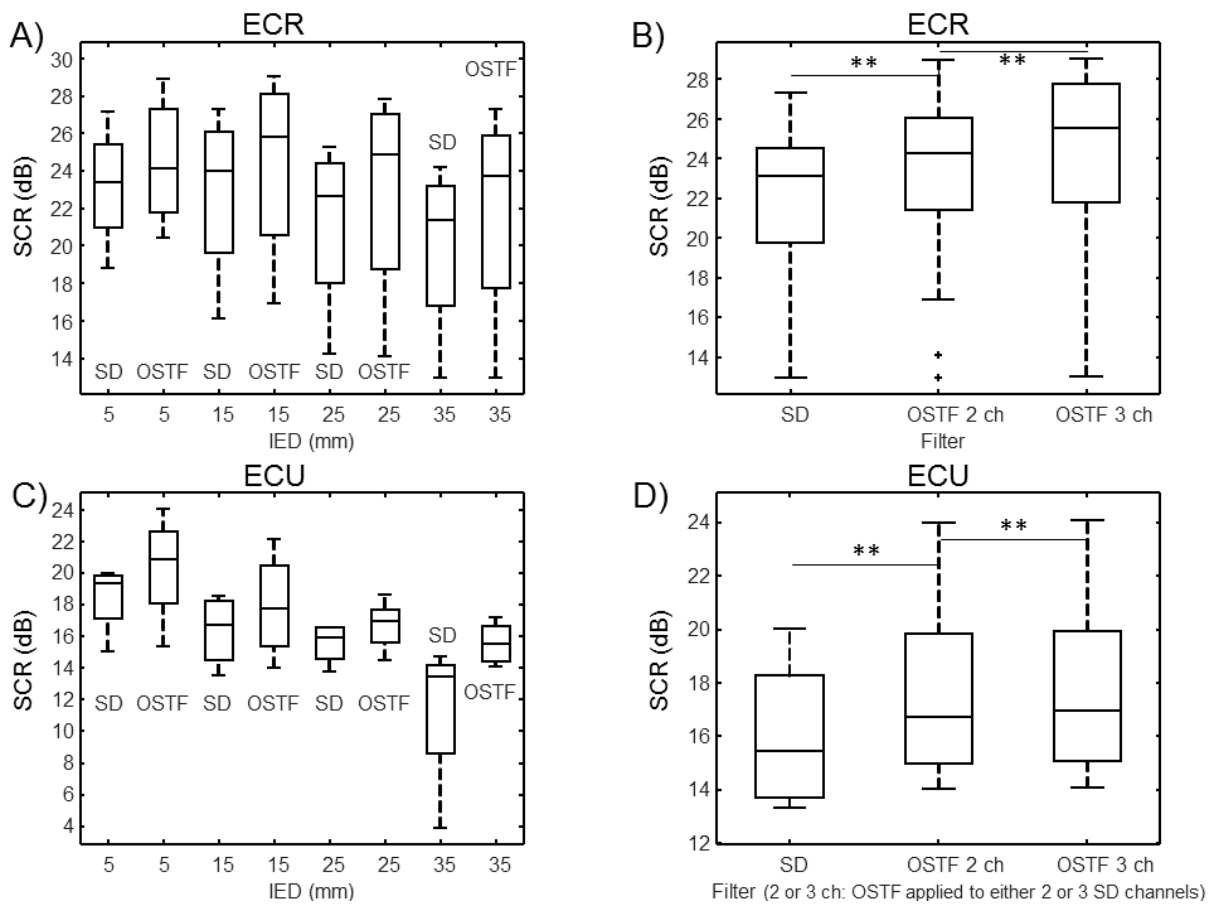 A)
ECR
SCR (dB)
30
28
26
24
22
20
18
16
14
OSTF
SD
SD OSTF SD OSTF SD OSTF
5 5 15 15 25 25 35 35
IED (mm)
B)
ECR
SCR (dB)
28
26
24
22
20
18
16
14
** **
SD OSTF 2 ch OSTF 3 ch
Filter
C)
ECU
SCR (dB)
24
22
20
18
16
14
12
10
8
6
4
SD
OSTF
SD OSTF SD OSTF SD OSTF
5 5 15 15 25 25 35 35
IED (mm)
D)
ECU
SCR (dB)
24
22
20
18
16
14
12
**
**
SD OSTF 2 ch OSTF 3 ch
Filter (2 or 3 ch: OSTF applied to either 2 or 3 SD channels)